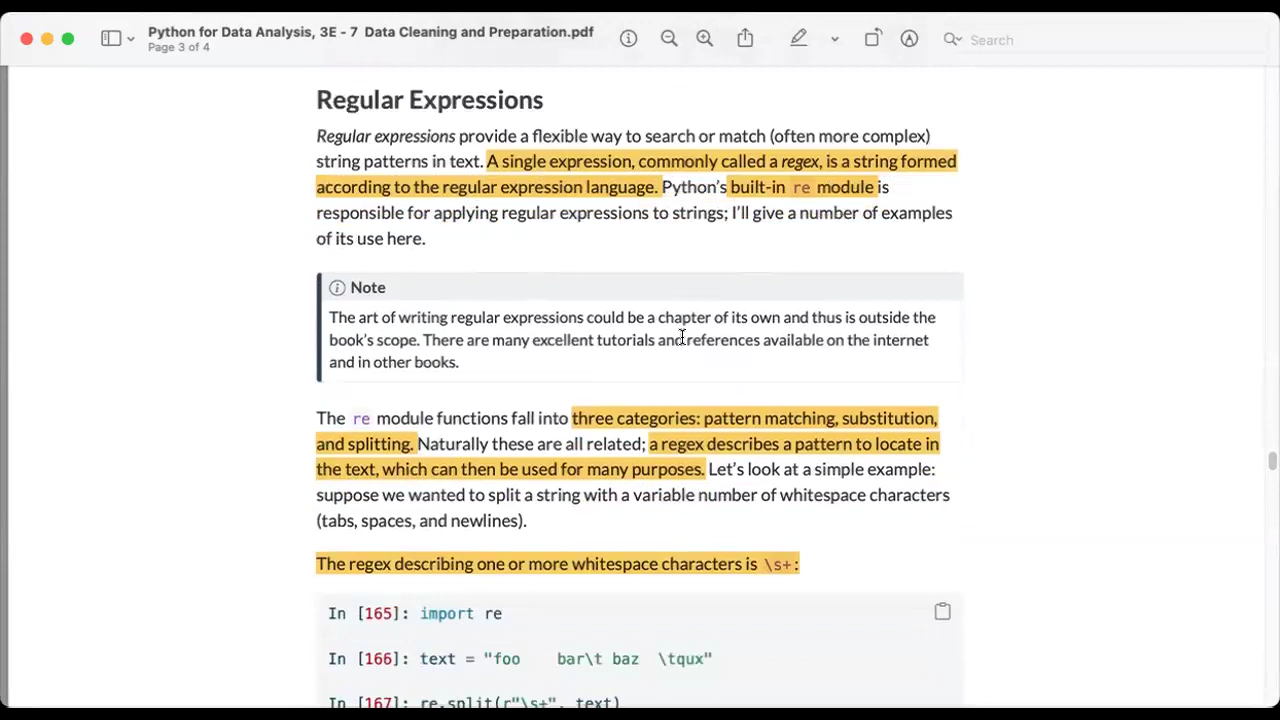 Python for Data Analysis, 3E - 7 Data Cleaning and Preparation.pdf
Page 3 of 4
Search
Regular Expressions
Regular expressions provide a flexible way to search or match (often more complex)
string patterns in text. A single expression, commonly called a regex, is a string formed
according to the regular expression language. Python’s built-in re module is
responsible for applying regular expressions to strings; I’ll give a number of examples
of its use here.
Note
The art of writing regular expressions could be a chapter of its own and thus is outside the
book’s scope. There are many excellent tutorials and references available on the internet
and in other books.
The re module functions fall into three categories: pattern matching, substitution,
and splitting. Naturally these are all related; a regex describes a pattern to locate in
the text, which can then be used for many purposes. Let’s look at a simple example:
suppose we wanted to split a string with a variable number of whitespace characters
(tabs, spaces, and newlines).
The regex describing one or more whitespace characters is \s+:
In [165]: import re
In [166]: text = "foo    bar\t baz  \tqux"
In [167]: re.split(r"\s+", text)